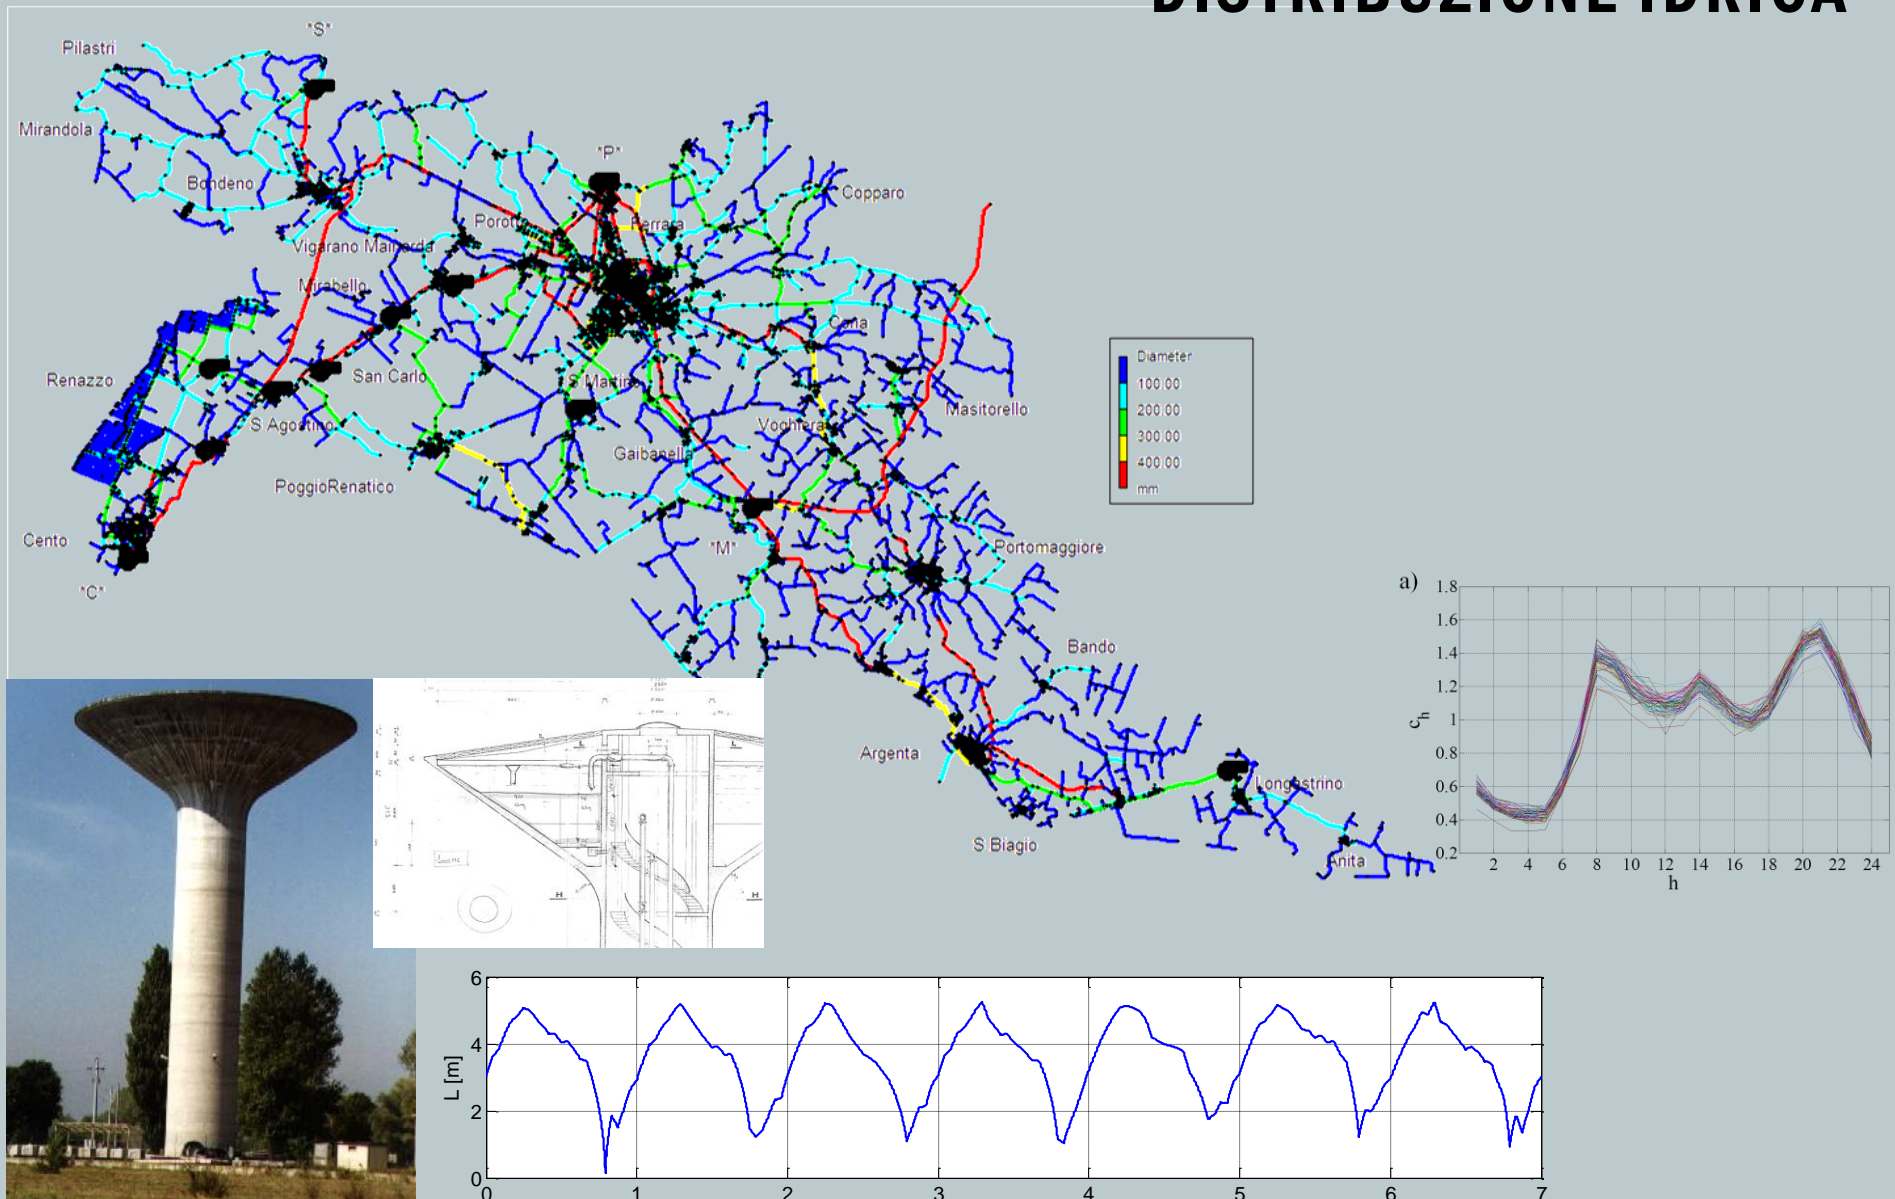 DISTRIBUZIONE IDRICA
*S*
Pilastri
Mirandola
*P*
Bondeno
Copparo
Porotto
Ferrara
Vigarano Mainarda
Mirabello
Cona
Diameter
100.00
200.00
300.00
400.00
mm
Renazzo
San Carlo
S Martino
Masitorello
S Agostino
Voghiera
Gaibanella
PoggioRenatico
Cento
*M*
Portomaggiore
*C*
Bando
Argenta
Longastrino
S Biagio
Anita
a)
1.8
1.6
1.4
1.2
1
0.8
0.6
0.4
0.2
ch
2 4 6 8 10 12 14 16 18 20 22 24
h
H H
6
4
2
0
L [m]
0 1 2 3 4 5 6 7